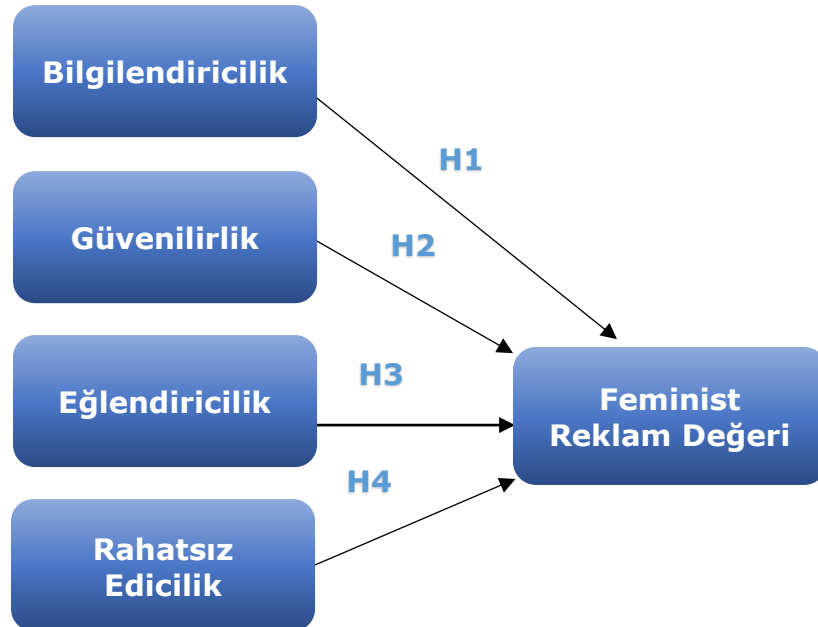 Bilgilendiricilik
H1
Güvenilirlik
H2
Eğlendiricilik
H3
Feminist
Reklam Değeri
H4
Rahatsız
Edicilik